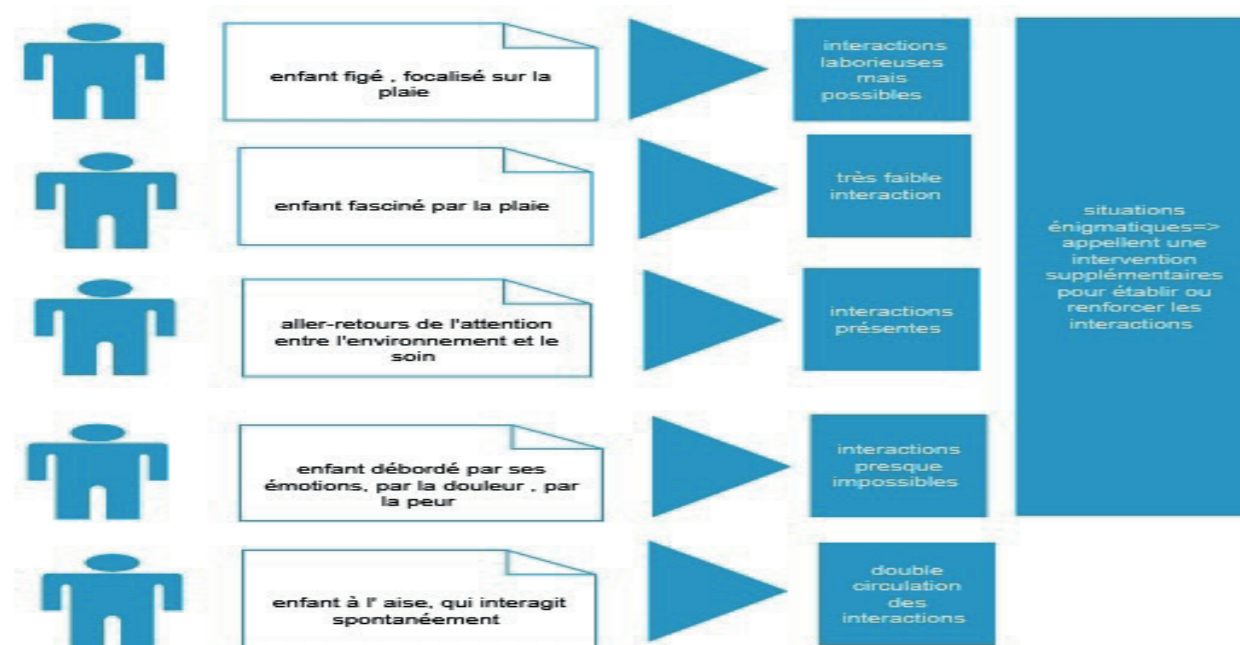 enfant figé , focalisé sur la
plaie
interactions
laborieuses
mais
possibles
enfant fasciné par la plaie
très faible
interaction
aller-retours de l'attention
entre l'environnement et le
soin
interactions
présentes
enfant débordé par ses
émotions, par la douleur , par
la peur
interactions
presque
impossibles
enfant à l' aise, qui interagit
spontanéement
double
circulation
des
interactions
situations
énigmatiques=>
appellent une
intervention
supplémentaires
pour établir ou
renforcer les
interactions